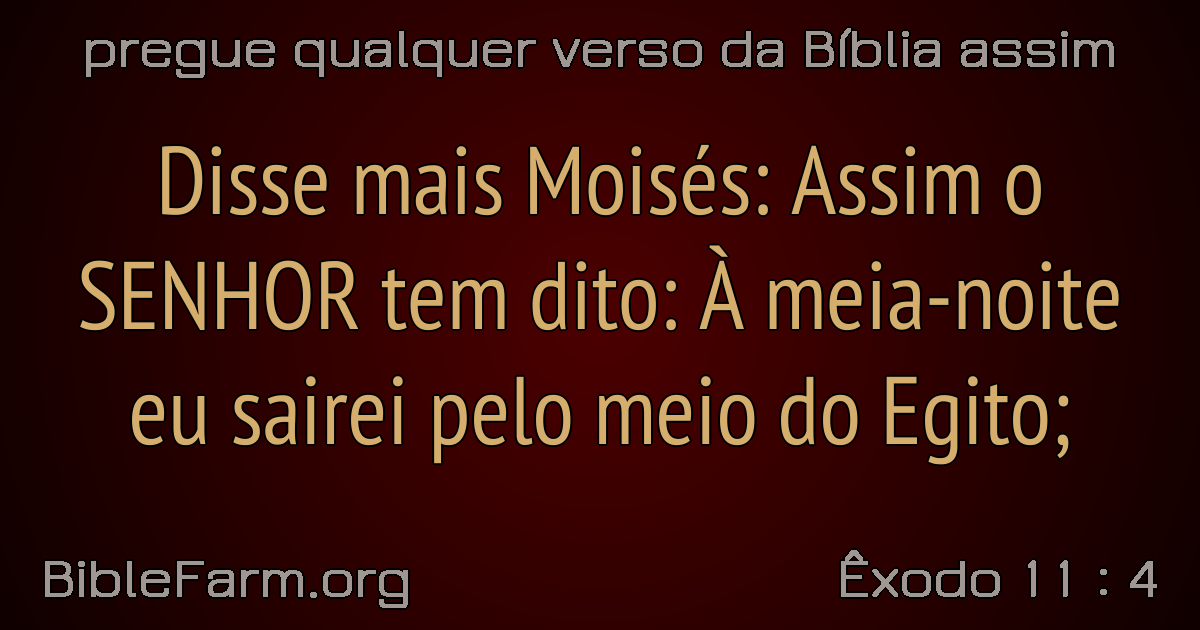 pregue qualquer verso da Bíblia assim
Disse mais Moisés: Assim o
SENHOR tem dito: À meia-noite
eu sairei pelo meio do Egito;
BibleFarm.org
Êxodo 11 : 4